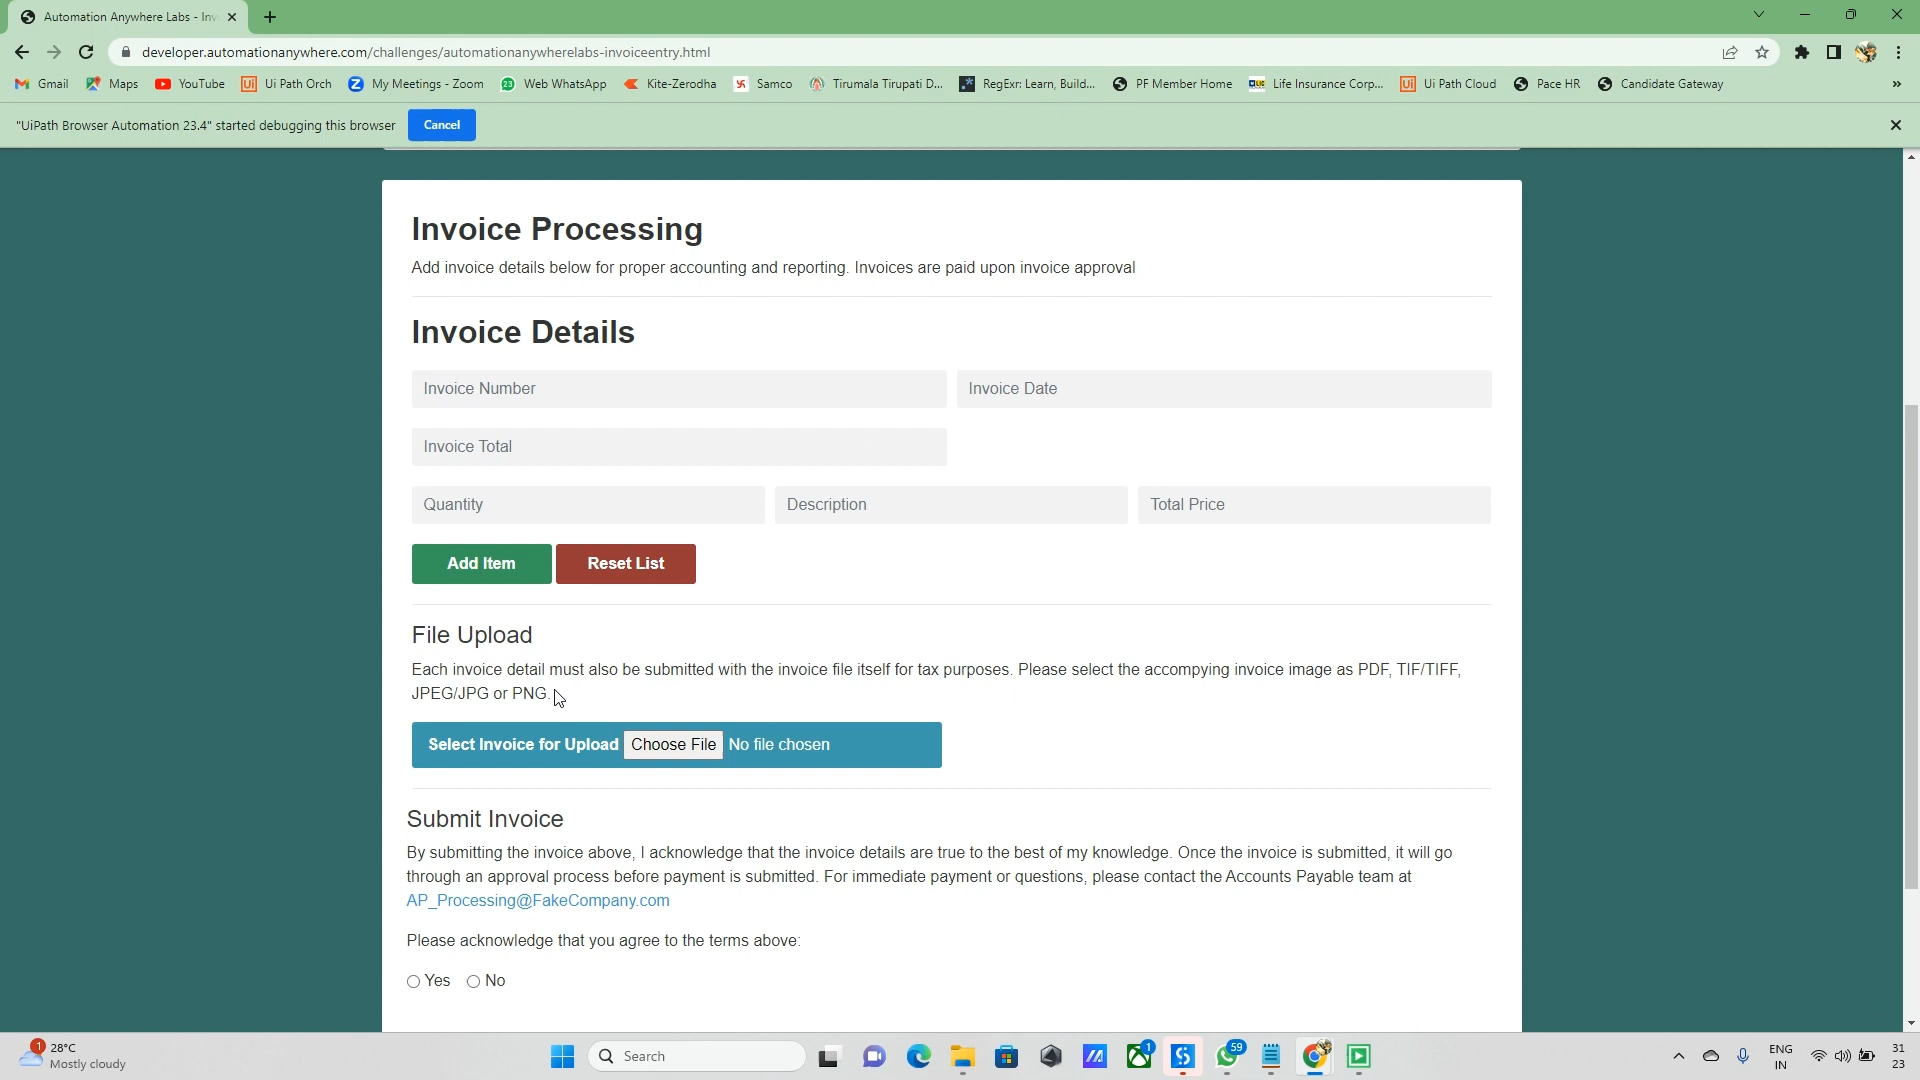 Automation Anywhere Labs - Inv
developer.automationanywhere.com/challenges/automationanywherelabs-invoiceentry.html
Gmail Maps YouTube Ui Path Orch My Meetings - Zoom Web WhatsApp Kite-Zerodha Samco Tirumala Tirupati D... RegExr: Learn, Build... PF Member Home Life Insurance Corp... Ui Path Cloud Pace HR Candidate Gateway »
"UiPath Browser Automation 23.4" started debugging this browser Cancel
Invoice Processing
Add invoice details below for proper accounting and reporting. Invoices are paid upon invoice approval
Invoice Details
Invoice Number Invoice Date
Invoice Total
Quantity Description Total Price
Add Item Reset List
File Upload
Each invoice detail must also be submitted with the invoice file itself for tax purposes. Please select the accompying invoice image as PDF, TIF/TIFF,
JPEG/JPG or PNG.
Select Invoice for Upload Choose File No file chosen
Submit Invoice
By submitting the invoice above, I acknowledge that the invoice details are true to the best of my knowledge. Once the invoice is submitted, it will go
through an approval process before payment is submitted. For immediate payment or questions, please contact the Accounts Payable team at
AP_Processing@FakeCompany.com
Please acknowledge that you agree to the terms above:
Yes No
1 28°C
Mostly cloudy
Search
1
59
ENG
IN
31
23